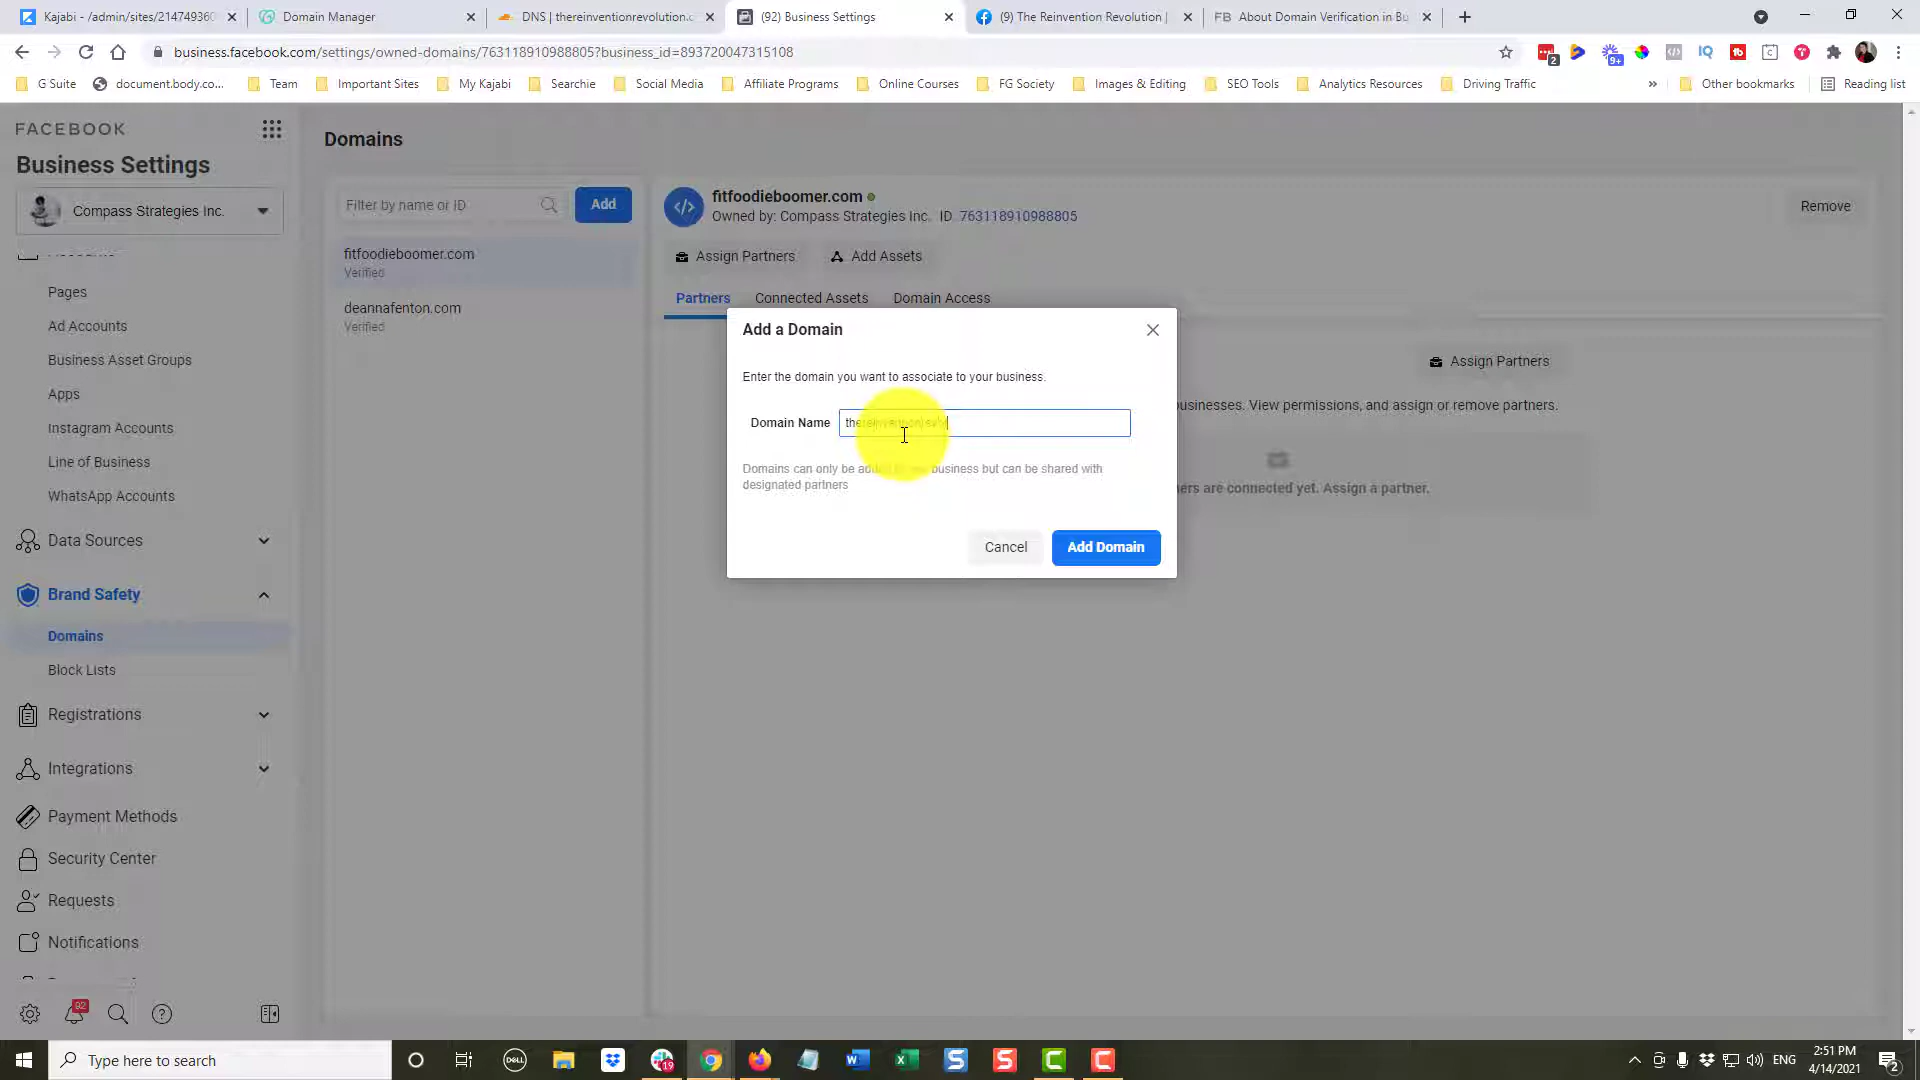 Kajabi - /admin/sites/214749360
Domain Manager
DNS | thereinventionrevolution.c
(92) Business Settings
(9) The Reinvention Revolution |
FB About Domain Verification in Bu
business.facebook.com/settings/owned-domains/763118910988805?business_id=893720047315108
2
9+
G Suite
document.body.co...
Team
Important Sites
My Kajabi
Searchie
Social Media
Affiliate Programs
Online Courses
FG Society
Images & Editing
SEO Tools
Analytics Resources
Driving Traffic
»
Other bookmarks
Reading list
FACEBOOK
Business Settings
Compass Strategies Inc.
Pages
Ad Accounts
Business Asset Groups
Apps
Instagram Accounts
Line of Business
WhatsApp Accounts
Data Sources
Brand Safety
Domains
Block Lists
Registrations
Integrations
Payment Methods
Security Center
Requests
Notifications
92
Domains
Filter by name or ID
Add
fitfoodieboomer.com
Verified
deannafenton.com
Verified
fitfoodieboomer.com
Owned by: Compass Strategies Inc. ID 763118910988805
Remove
Assign Partners
Add Assets
Partners
Connected Assets
Domain Access
Assign Partners
usinesses. View permissions, and assign or remove partners.
ers are connected yet. Assign a partner.
Add a Domain
Enter the domain you want to associate to your business.
Domain Name
Domains can only be business but can be shared with
designated partners
Cancel
Add Domain
Type here to search
DELL
19
ENG
2:51 PM
4/14/2021
2